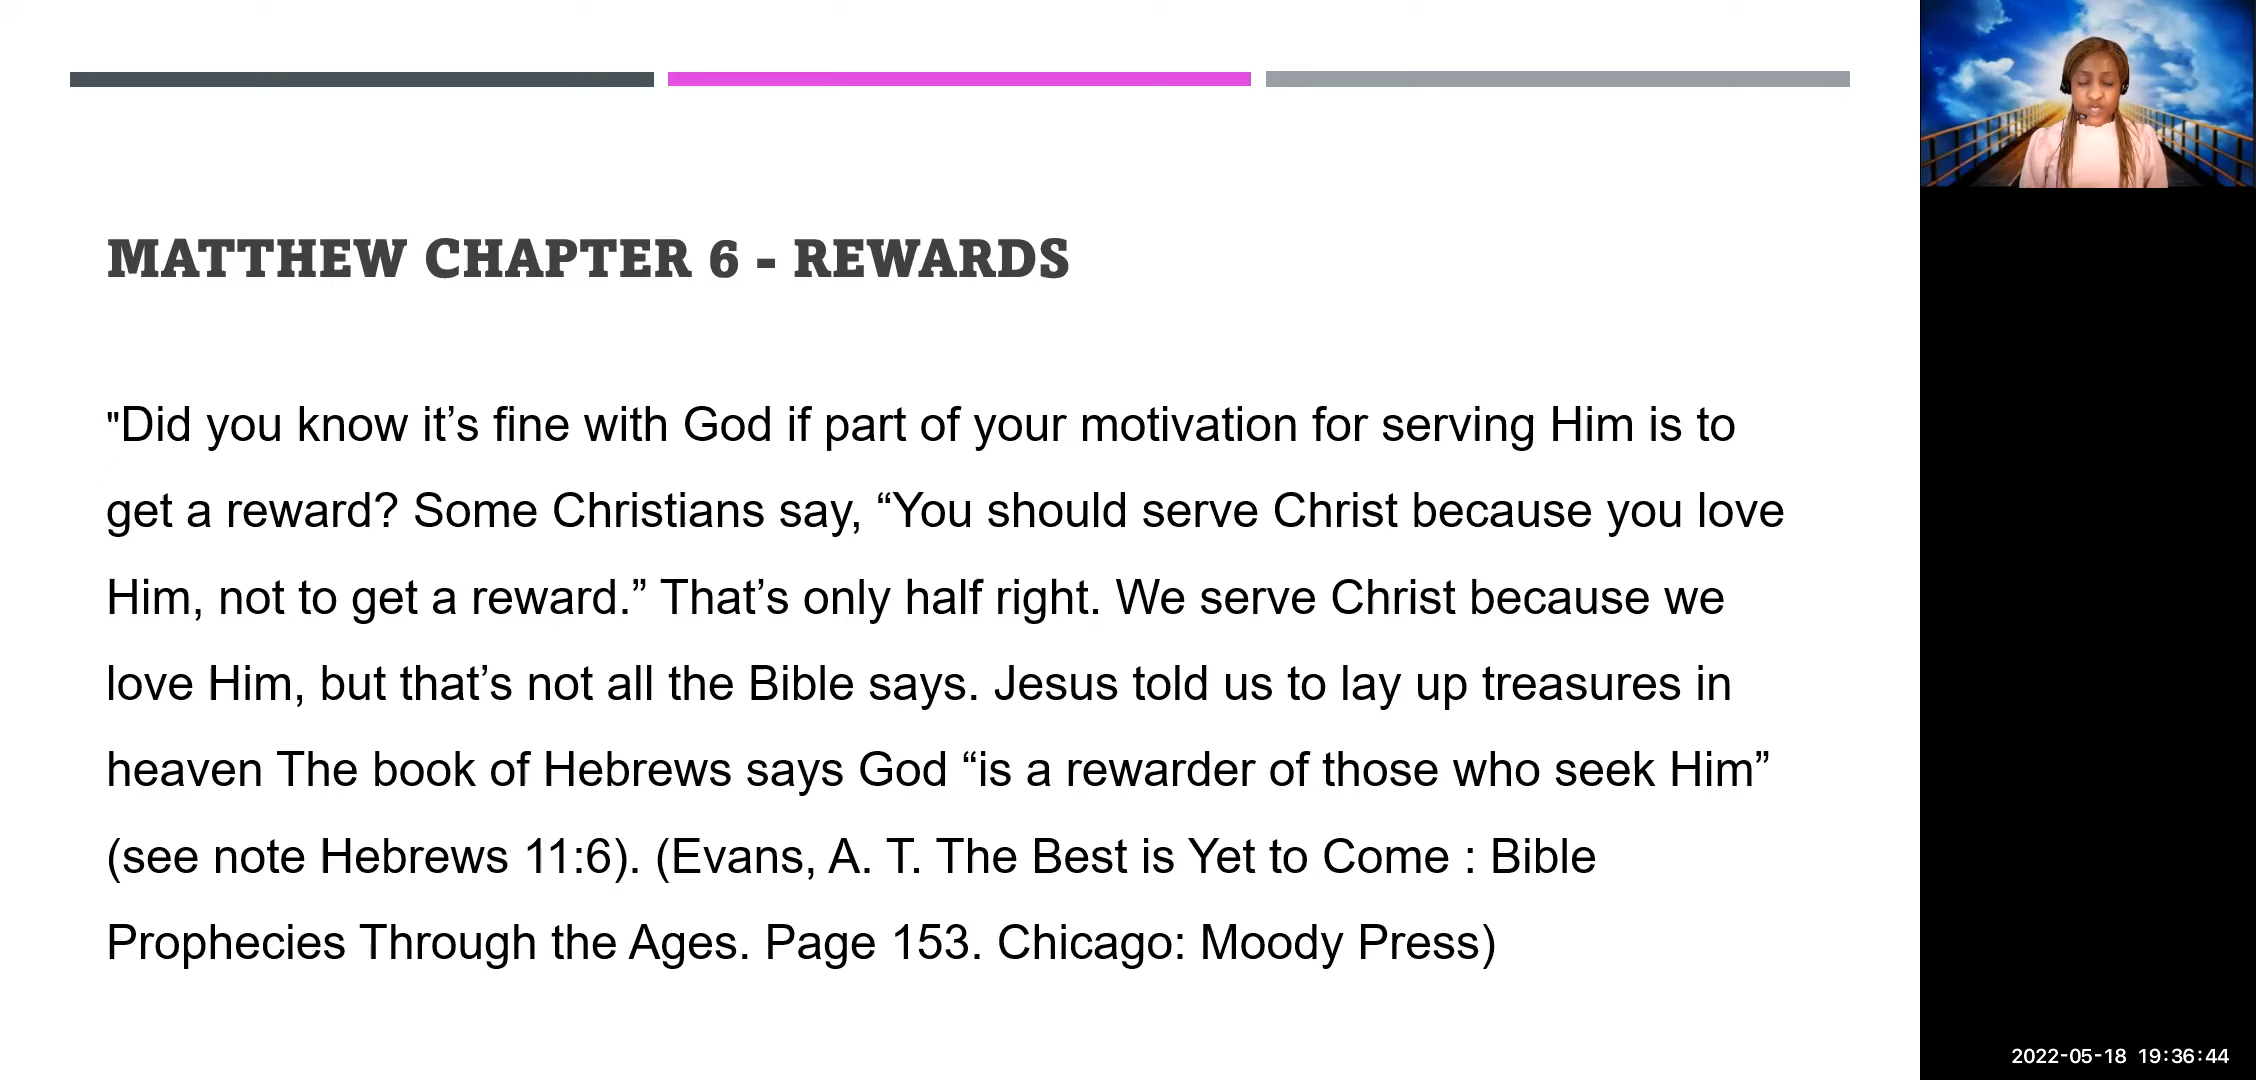 MATTHEW CHAPTER 6 - REWARDS
"Did you know it’s fine with God if part of your motivation for serving Him is to
get a reward? Some Christians say, “You should serve Christ because you love
Him, not to get a reward.” That’s only half right. We serve Christ because we
love Him, but that’s not all the Bible says. Jesus told us to lay up treasures in
heaven The book of Hebrews says God “is a rewarder of those who seek Him”
(see note Hebrews 11:6). (Evans, A. T. The Best is Yet to Come : Bible
Prophecies Through the Ages. Page 153. Chicago: Moody Press)
2022-05-18 19:36:44